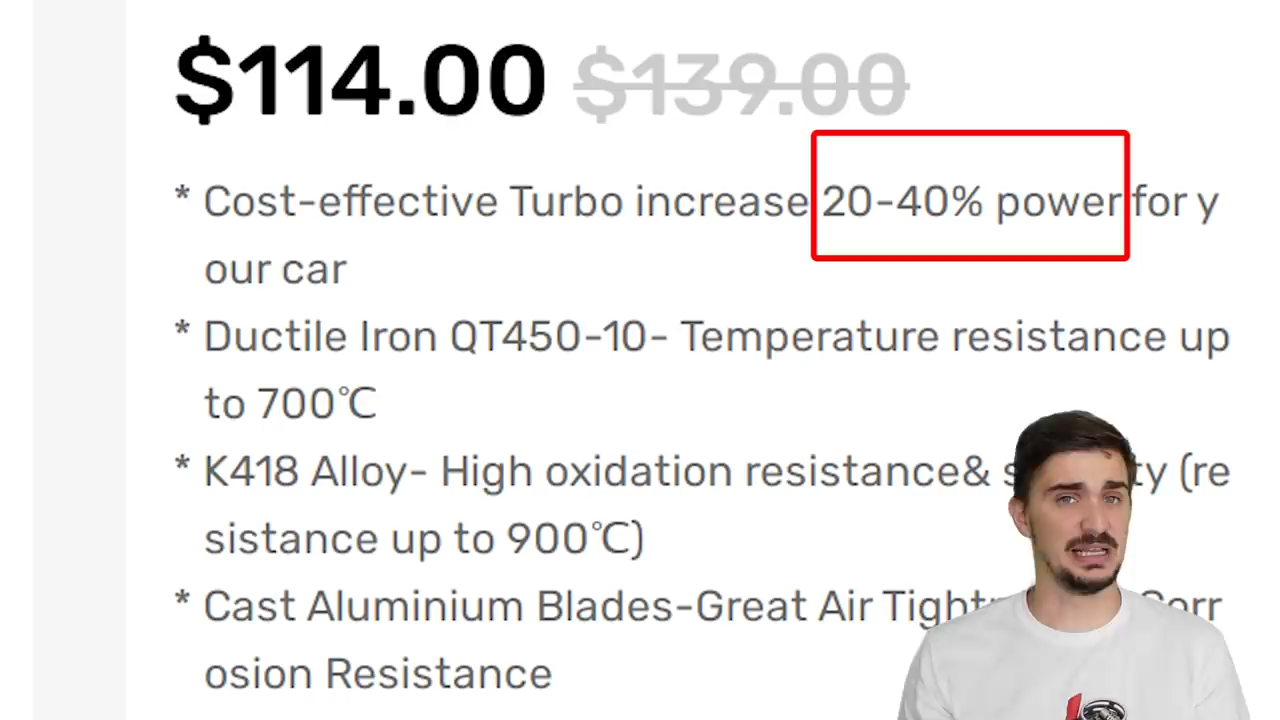 $114.00 $139.00
* Cost-effective Turbo increase 20-40% power for y
our car
* Ductile Iron QT450-10- Temperature resistance up
to 700℃
* K418 Alloy- High oxidation resistance& (re
sistance up to 900℃)
* Cast Aluminium Blades-Great Air
osion Resistance